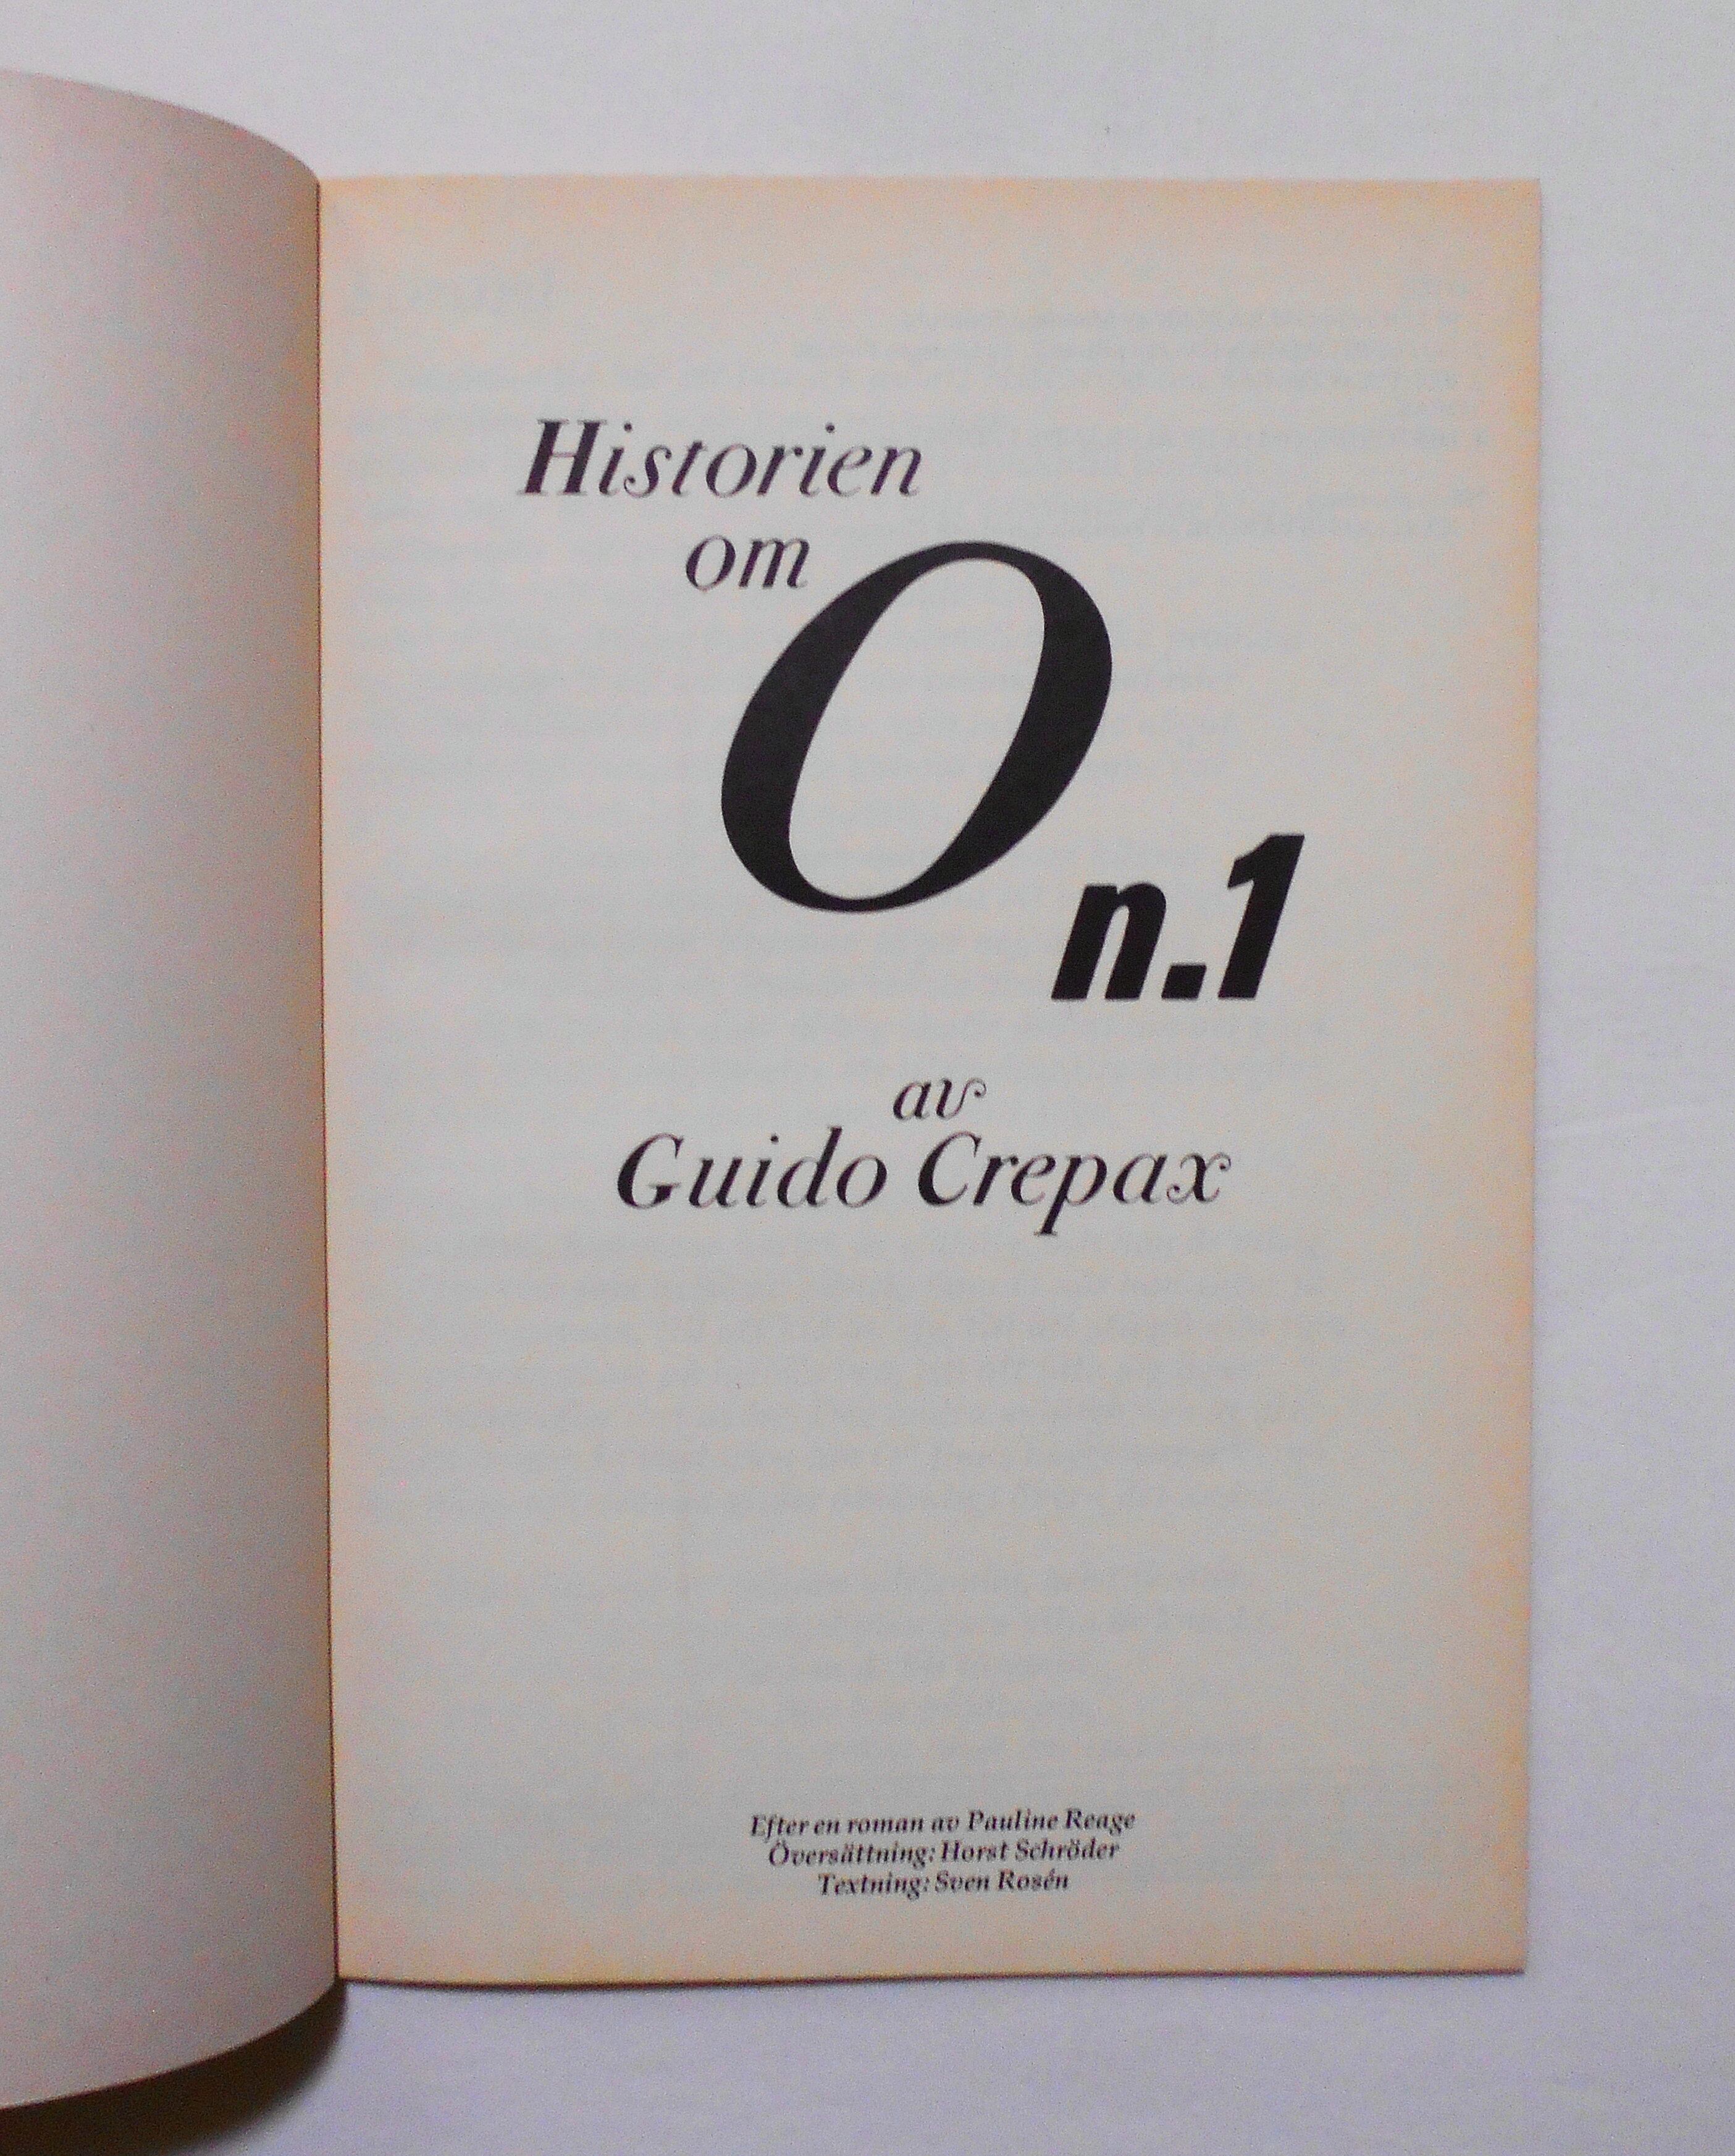 Historien
om
O
n.1
av
Guido Crepax
Efter en roman av Pauline Reage
Översättning: Horst Schröder
Textning: Sven Rosén